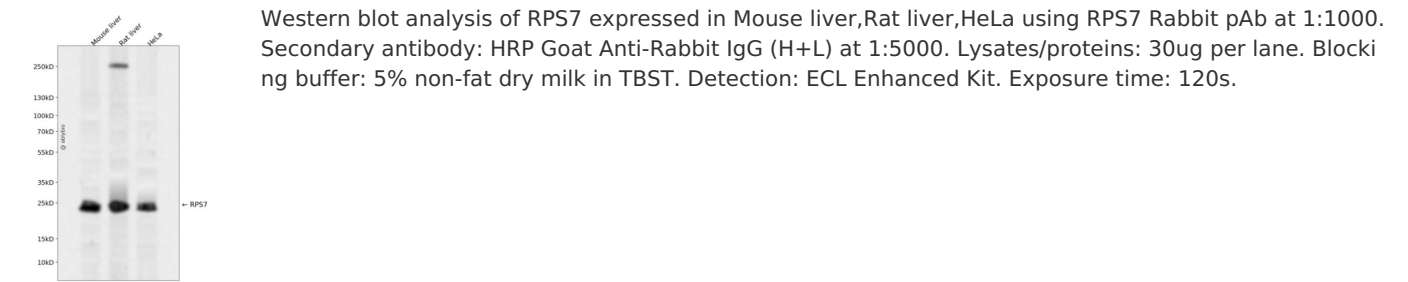 Mouse liver
Rat liver
HeLa
250kD
130kD
100kD
70kD
55kD
35kD
25kD
15kD
10kD
← RPS7
Western blot analysis of RPS7 expressed in Mouse liver,Rat liver,HeLa using RPS7 Rabbit pAb at 1:1000.
Secondary antibody: HRP Goat Anti-Rabbit IgG (H+L) at 1:5000. Lysates/proteins: 30ug per lane. Blocki
ng buffer: 5% non-fat dry milk in TBST. Detection: ECL Enhanced Kit. Exposure time: 120s.